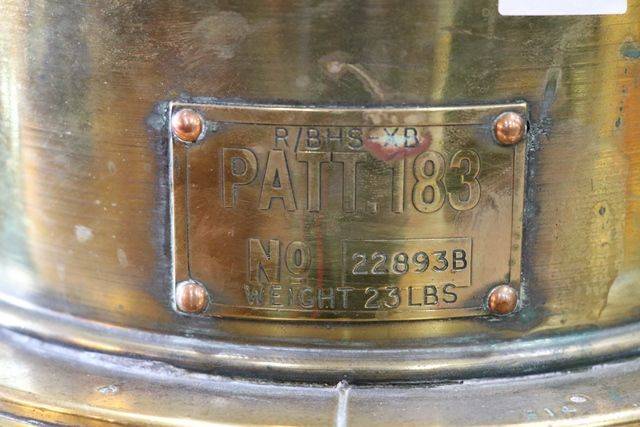 R/BHS-XB
PATT.183
No 22893B
WEIGHT 23 LBS